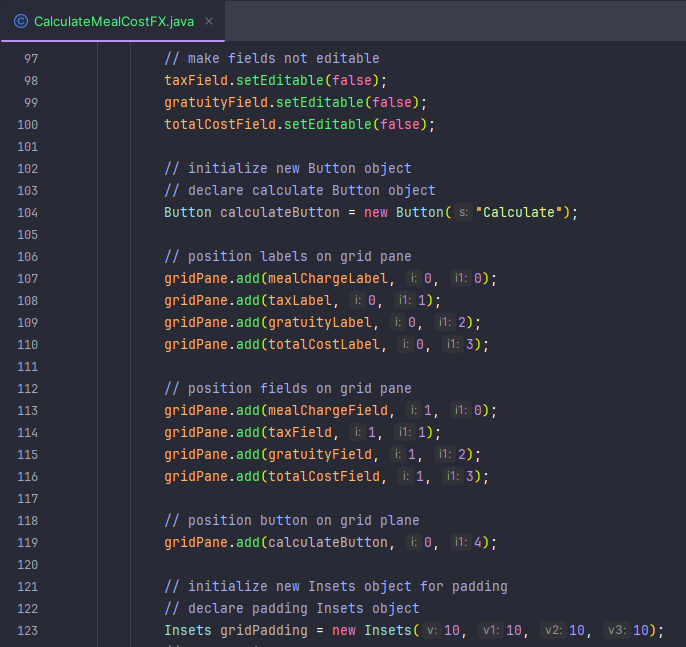 CalculateMealCostFX.java
97 // make fields not editable
98 taxField.setEditable(false);
99 gratuityField.setEditable(false);
100 totalCostField.setEditable(false);
101
102 // initialize new Button object
103 // declare calculate Button object
104 Button calculateButton = new Button( s: "Calculate");
105
106 // position labels on grid pane
107 gridPane.add(mealChargeLabel, i: 0, i1: 0);
108 gridPane.add(taxLabel, i: 0, i1: 1);
109 gridPane.add(gratuityLabel, i: 0, i1: 2);
110 gridPane.add(totalCostLabel, i: 0, i1: 3);
111
112 // position fields on grid pane
113 gridPane.add(mealChargeField, i: 1, i1: 0);
114 gridPane.add(taxField, i: 1, i1: 1);
115 gridPane.add(gratuityField, i: 1, i1: 2);
116 gridPane.add(totalCostField, i: 1, i1: 3);
117
118 // position button on grid plane
119 gridPane.add(calculateButton, i: 0, i1: 4);
120
121 // initialize new Insets object for padding
122 // declare padding Insets object
123 Insets gridPadding = new Insets( v: 10, v1: 10, v2: 10, v3: 10);